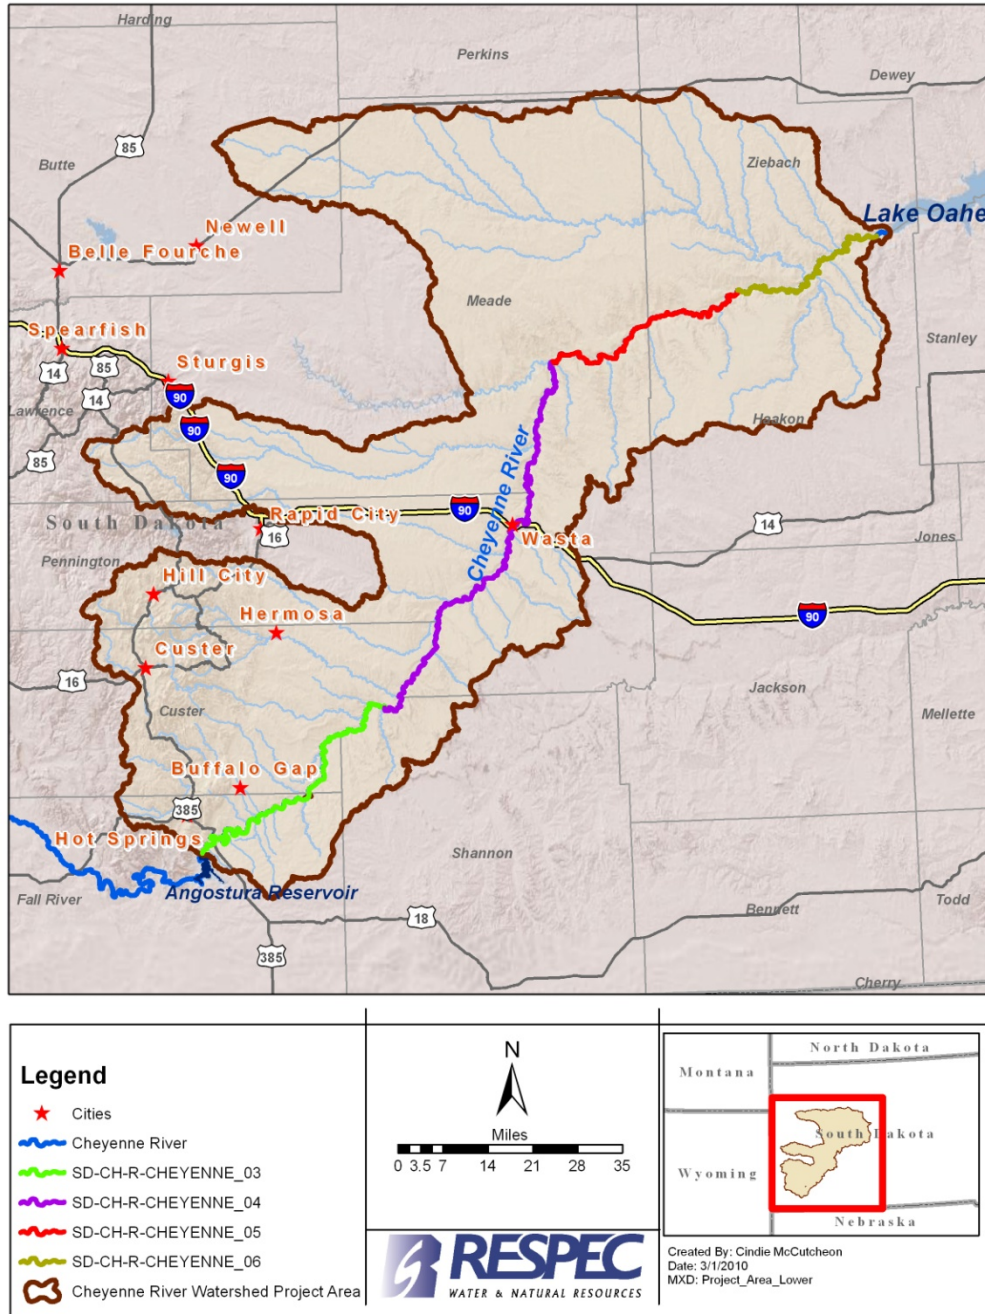 Harding
Perkins
Dewey
85
Butte
Ziebach
Lake Oahe
Newell
Belle Fourche
Meade
Spearfish
Stanley
14
85
Sturgis
90
14
Lawrence
Haakon
90
85
90
90
Cheyenne River
South Dakota
Rapid City
16
Wasta
14
Jones
Pennington
Hill City
Hermosa
90
Custer
16
Jackson
Custer
Mellette
Buffalo Gap
385
Hot Springs
Shannon
Angostura Reservoir
Fall River
18
Bennett
Todd
385
Cherry
Legend
Cities
Cheyenne River
SD-CH-R-CHEYENNE_03
SD-CH-R-CHEYENNE_04
SD-CH-R-CHEYENNE_05
SD-CH-R-CHEYENNE_06
Cheyenne River Watershed Project Area
N
Miles
0 3.5 7 14 21 28 35
RESPEC
WATER & NATURAL RESOURCES
North Dakota
Montana
South Dakota
Wyoming
Nebraska
Created By: Cindie McCutcheon
Date: 3/1/2010
MXD: Project_Area_Lower